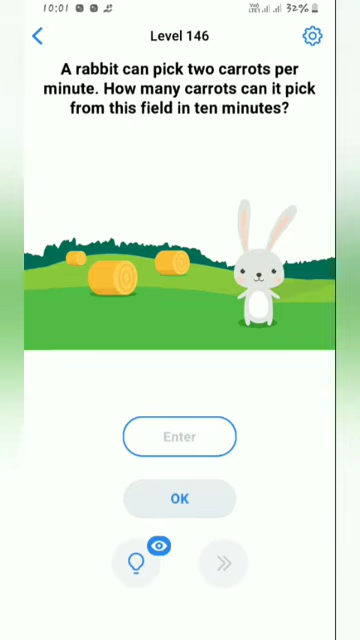 10:01
32%
Level 146
A rabbit can pick two carrots per
minute. How many carrots can it pick
from this field in ten minutes?
Enter
OK